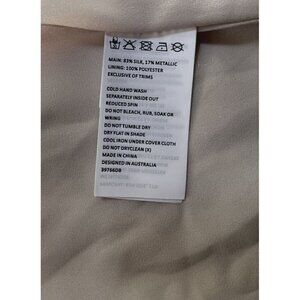 MAIN: 83% SILK, 17% METALLIC
LINING: 100% POLYESTER
EXCLUSIVE OF TRIMS
COLD HAND WASH
SEPARATELY INSIDE OUT
REDUCED SPIN
DO NOT BLEACH, RUB, SOAK OR
WRING
DO NOT TUMBLE DRY
DRY FLAT IN SHADE
COOL IRON UNDER COVER CLOTH
DO NOT DRYCLEAN (X)
MADE IN CHINA
DESIGNED IN AUSTRALIA
39766DB